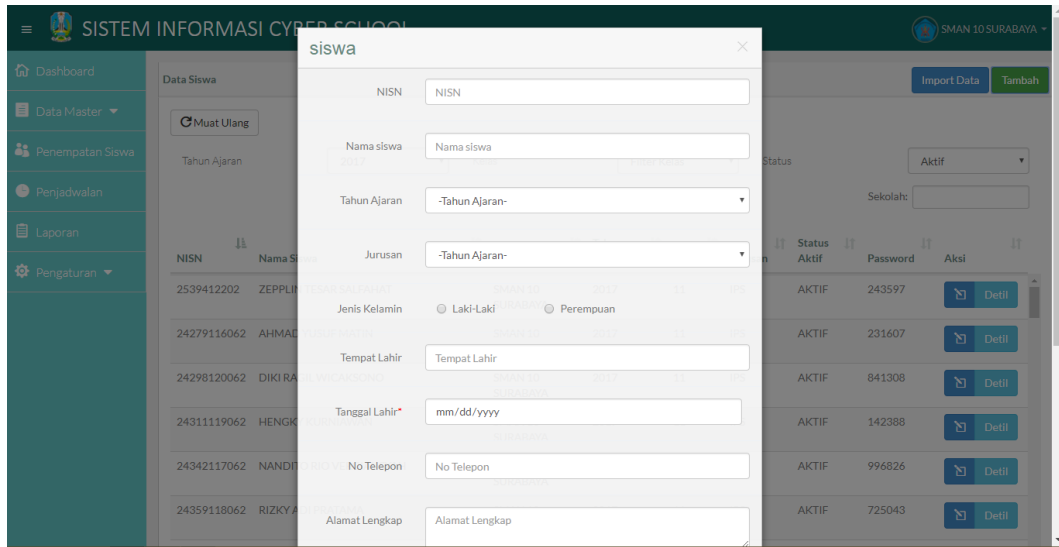 SISTEM INFORMASI CYBER SCHOOL
SMAN 10 SURABAYA
Dashboard
Data Master
Penempatan Siswa
Penjadwalan
Laporan
Pengaturan
Data Siswa
Import Data
Tambah
Muat Ulang
Tahun Ajaran
2017
Status
Aktif
Sekolah:
NISN
Nama
Status Aktif
Password
Aksi
2539412202 ZEPPLIN AKTIF 243597 Detil
24279116062 AHMAD AKTIF 231607 Detil
24298120062 DIKI AKTIF 841308 Detil
24311119062 AKTIF 142388 Detil
24342117062 AKTIF 996826 Detil
24359118062 RIZKY AKTIF 725043 Detil
siswa
NISN
NISN
Nama siswa
Nama siswa
Tahun Ajaran
-Tahun Ajaran-
Jurusan
-Tahun Ajaran-
Jenis Kelamin
Laki-Laki
Perempuan
Tempat Lahir
Tempat Lahir
Tanggal Lahir*
mm/dd/yyyy
No Telepon
No Telepon
Alamat Lengkap
Alamat Lengkap